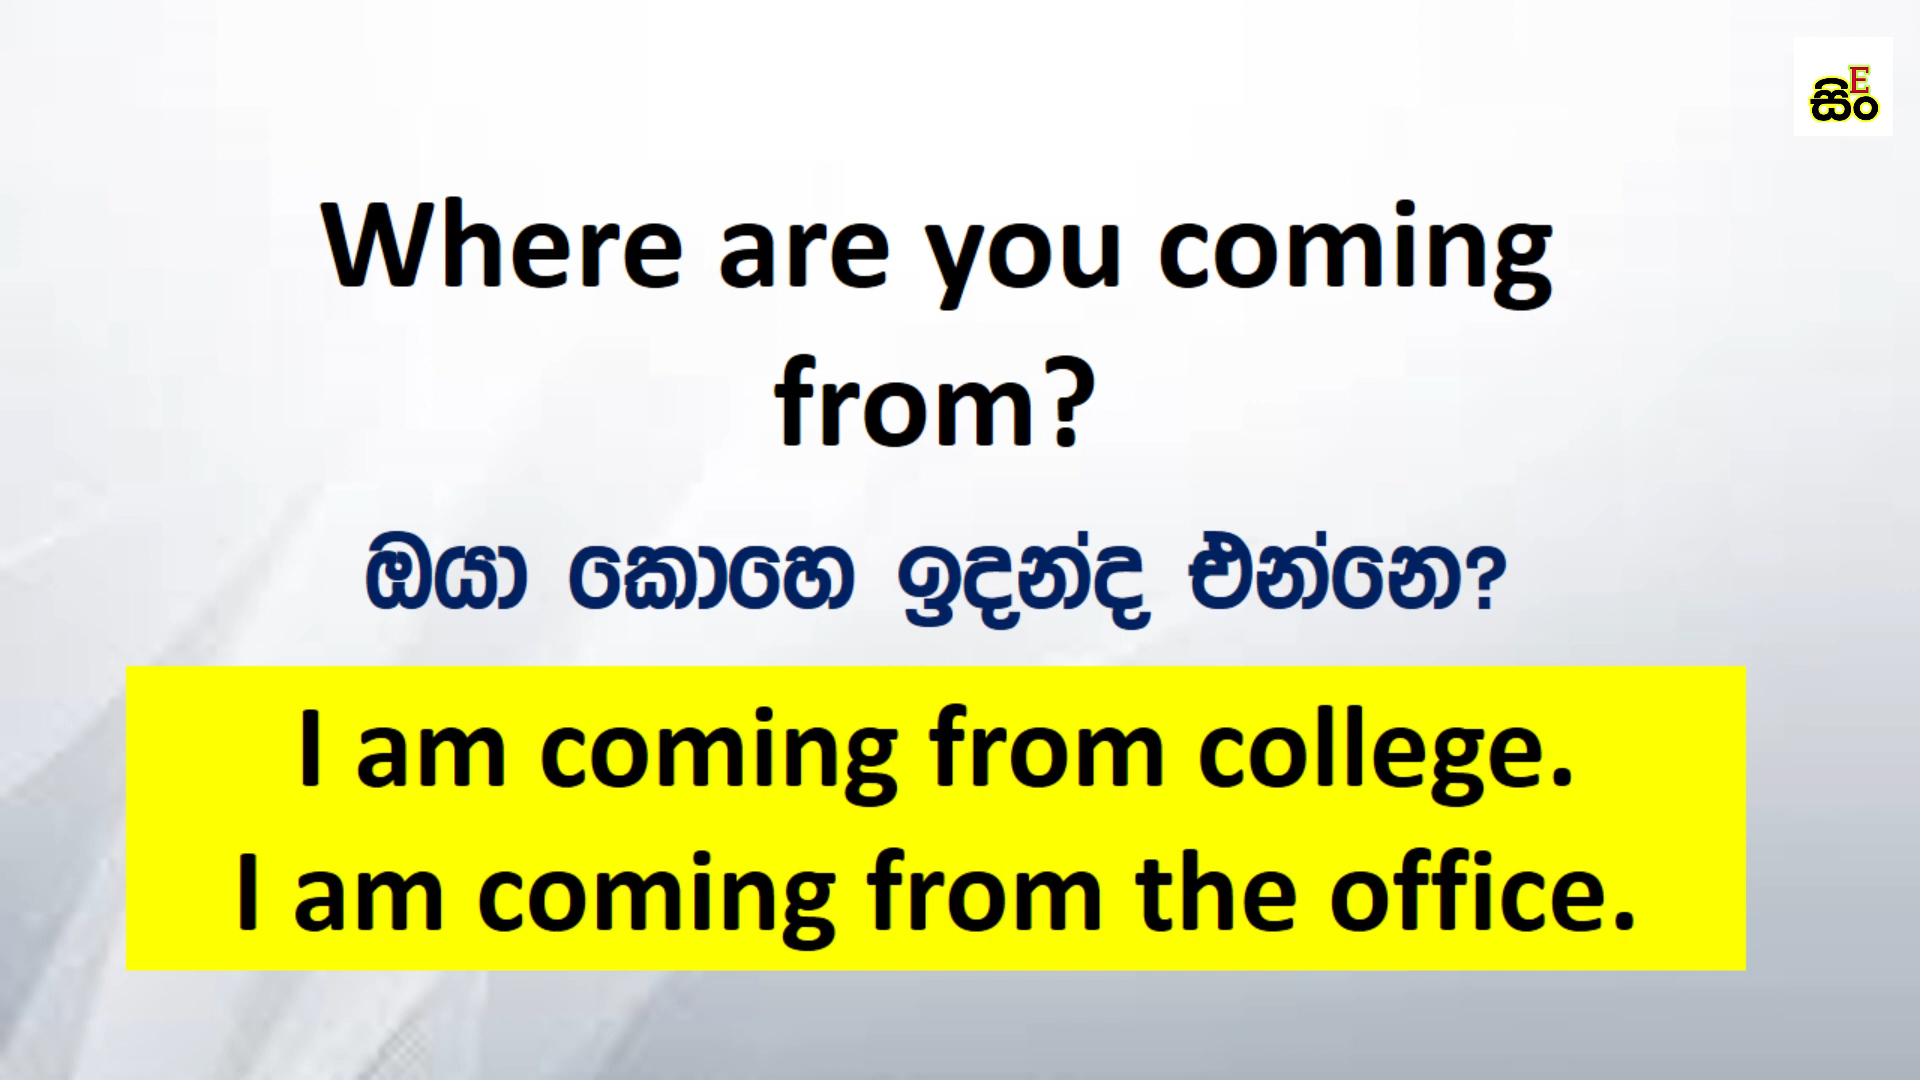 සිං E
Where are you coming
from?
ඔයා කොහෙ ඉදන්ද එන්නෙ?
I am coming from college.
I am coming from the office.